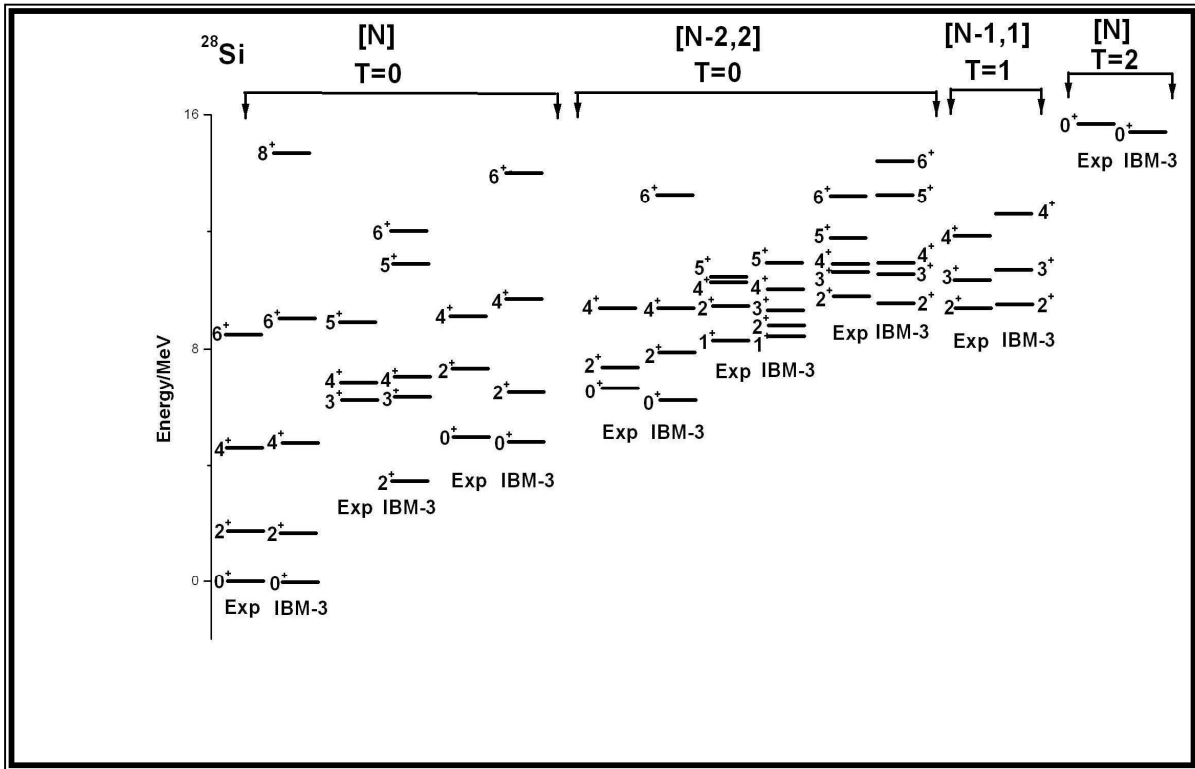 ²⁸Si
[N]
T=0
[N-2,2]
T=0
[N-1,1]
T=1
[N]
T=2
Energy/MeV
16
8
0
0⁺ 2⁺ 4⁺ 6⁺
Exp
0⁺ 2⁺ 4⁺ 6⁺ 8⁺
IBM-3
3⁺ 4⁺ 5⁺
Exp
2⁺ 3⁺ 4⁺ 5⁺ 6⁺
IBM-3
0⁺ 2⁺ 4⁺
Exp
0⁺ 2⁺ 4⁺ 6⁺
IBM-3
0⁺ 2⁺ 4⁺
Exp
0⁺ 2⁺ 4⁺ 6⁺
IBM-3
1⁺ 2⁺ 4⁺ 5⁺
Exp
1⁺ 2⁺ 3⁺ 4⁺ 5⁺
IBM-3
2⁺ 3⁺ 4⁺ 5⁺ 6⁺
Exp
2⁺ 3⁺ 4⁺ 5⁺ 6⁺
IBM-3
2⁺ 3⁺ 4⁺
Exp
2⁺ 3⁺ 4⁺
IBM-3
0⁺
Exp
0⁺
IBM-3